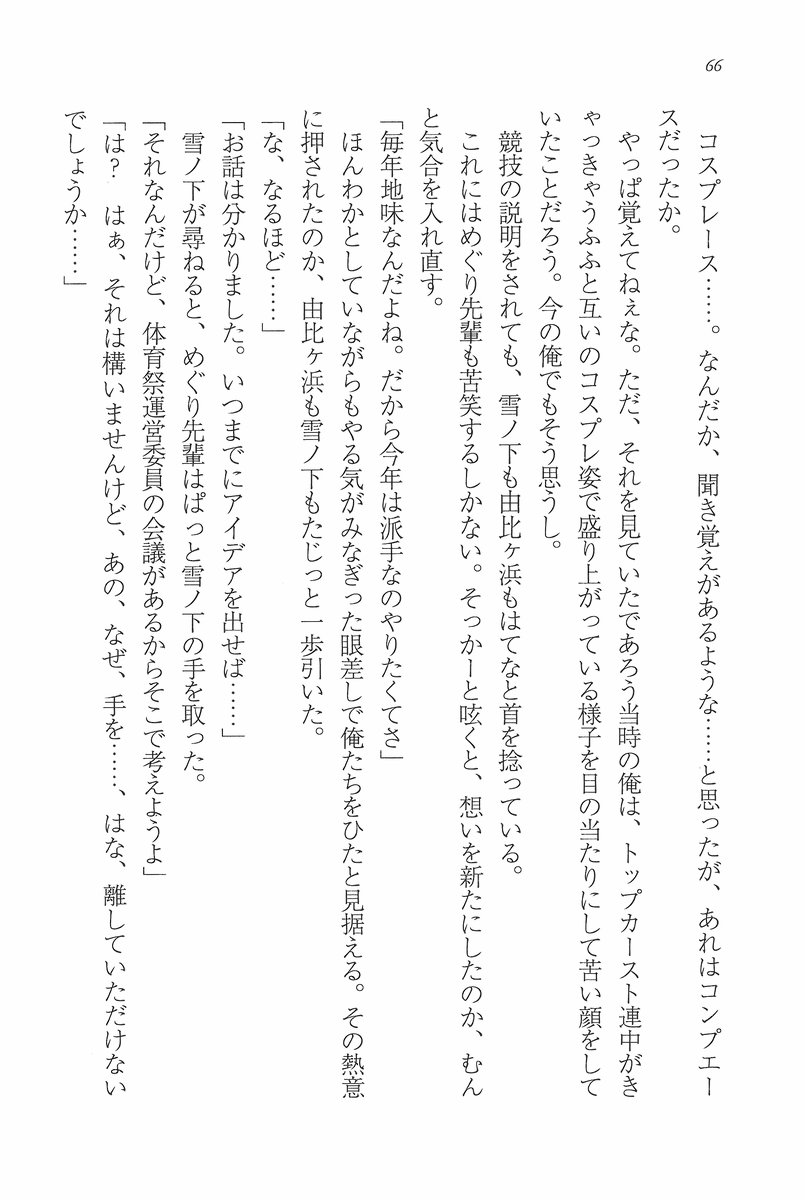 66
コスプレース……。なんだか、聞き覚えがあるような……と思ったが、あれはコンプエー
スだったか。
やっぱ覚えてねぇな。ただ、それを見ていたであろう当時の俺は、トップカースト連中がき
ゃっきゃうふふと互いのコスプレ姿で盛り上がっている様子を目の当たりにして苦い顔をして
いたことだろう。今の俺でもそう思うし。
競技の説明をされても、雪ノ下も由比ヶ浜もはてなと首を捻っている。
これにはめぐり先輩も苦笑するしかない。そっかーと呟くと、想いを新たにしたのか、むん
と気合を入れ直す。
「毎年地味なんだよね。だから今年は派手なのやりたくてさ」
ほんわかとしていながらもやる気がみなぎった眼差しで俺たちをひたと見据える。その熱意
に押されたのか、由比ヶ浜も雪ノ下もたじっと一歩引いた。
「な、なるほど……」
「お話は分かりました。いつまでにアイデアを出せば……」
雪ノ下が尋ねると、めぐり先輩はぱっと雪ノ下の手を取った。
「それなんだけど、体育祭運営委員の会議があるからそこで考えようよ」
「は？　はぁ、それは構いませんけど、あの、なぜ、手を……、はな、離していただけない
でしょうか……」